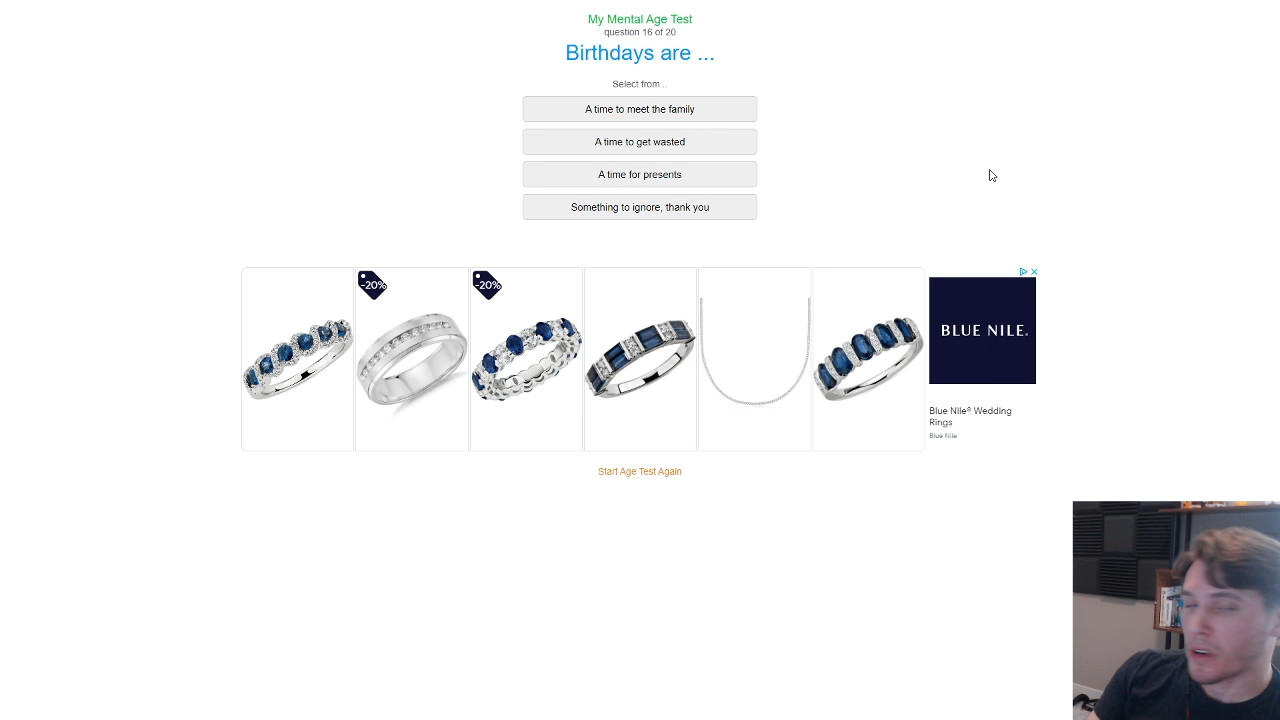 My Mental Age Test
question 16 of 20
Birthdays are ...
Select from...
A time to meet the family
A time to get wasted
A time for presents
Something to ignore, thank you
-20%
-20%
BLUE NILE.
Blue Nile® Wedding
Rings
Blue Nile
Start Age Test Again